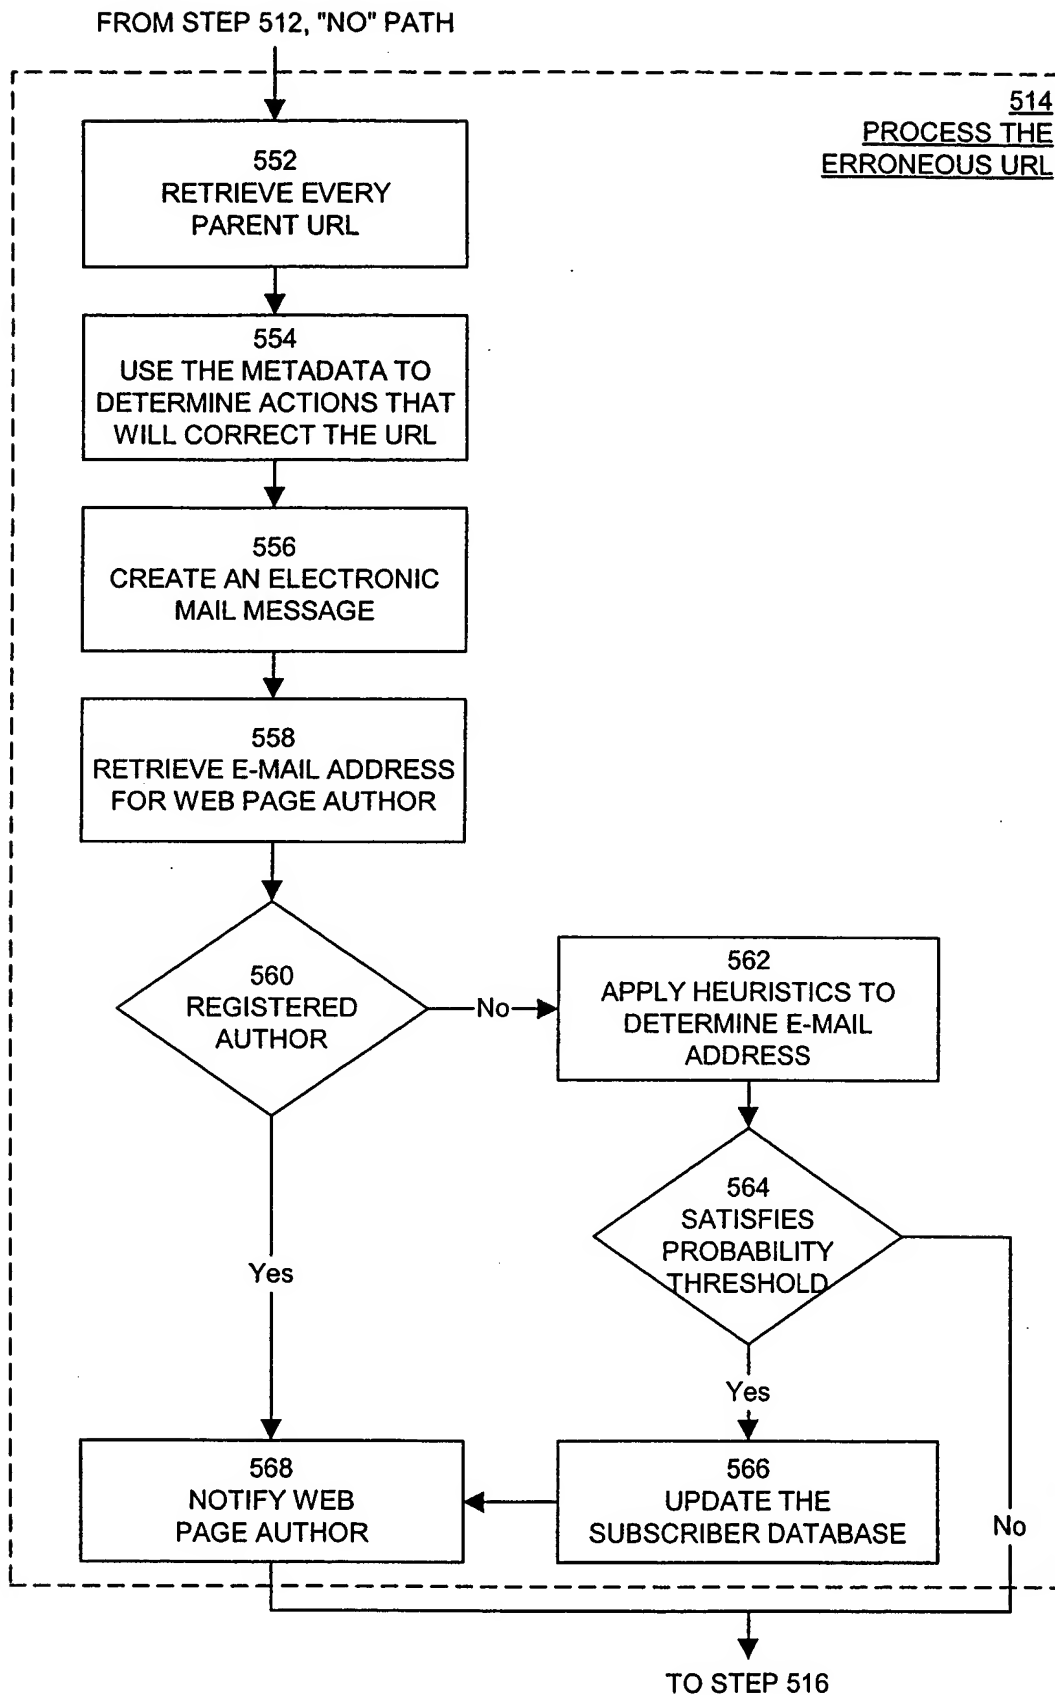 FROM STEP 512, "NO" PATH
514
PROCESS THE
ERRONEOUS URL
552
RETRIEVE EVERY
PARENT URL
554
USE THE METADATA TO
DETERMINE ACTIONS THAT
WILL CORRECT THE URL
556
CREATE AN ELECTRONIC
MAIL MESSAGE
558
RETRIEVE E-MAIL ADDRESS
FOR WEB PAGE AUTHOR
560
REGISTERED
AUTHOR
No
562
APPLY HEURISTICS TO
DETERMINE E-MAIL
ADDRESS
564
SATISFIES
PROBABILITY
THRESHOLD
Yes
Yes
No
568
NOTIFY WEB
PAGE AUTHOR
566
UPDATE THE
SUBSCRIBER DATABASE
TO STEP 516